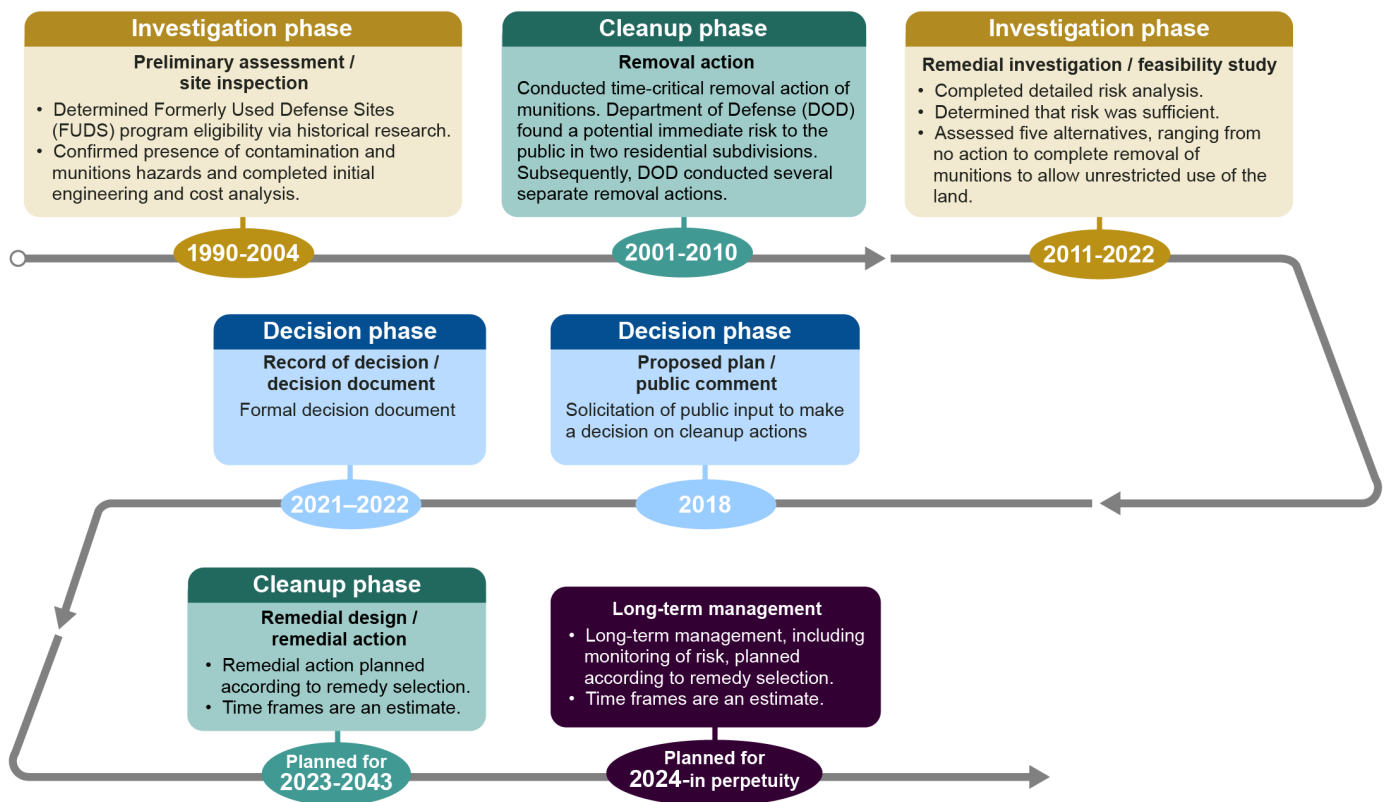 Investigation phase
Preliminary assessment /
site inspection
• Determined Formerly Used Defense Sites
(FUDS) program eligibility via historical research.
• Confirmed presence of contamination and
munitions hazards and completed initial
engineering and cost analysis.
1990-2004
Cleanup phase
Removal action
Conducted time-critical removal action of
munitions. Department of Defense (DOD)
found a potential immediate risk to the
public in two residential subdivisions.
Subsequently, DOD conducted several
separate removal actions.
2001-2010
Investigation phase
Remedial investigation / feasibility study
• Completed detailed risk analysis.
• Determined that risk was sufficient.
• Assessed five alternatives, ranging from
no action to complete removal of
munitions to allow unrestricted use of the
land.
2011-2022
Decision phase
Proposed plan /
public comment
Solicitation of public input to make
a decision on cleanup actions
2018
Decision phase
Record of decision /
decision document
Formal decision document
2021–2022
Cleanup phase
Remedial design /
remedial action
• Remedial action planned
according to remedy selection.
• Time frames are an estimate.
Planned for
2023-2043
Long-term management
• Long-term management, including
monitoring of risk, planned
according to remedy selection.
• Time frames are an estimate.
Planned for
2024-in perpetuity